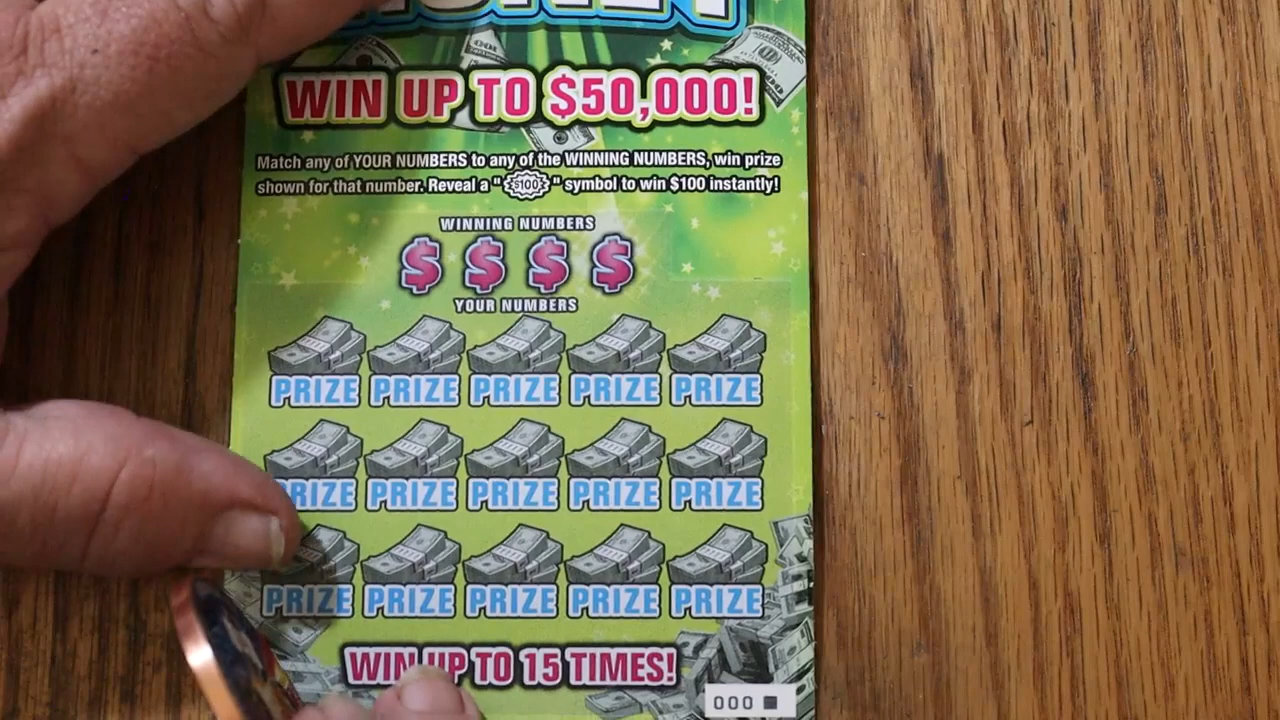 WIN UP TO $50,000!
Match any of YOUR NUMBERS to any of the WINNING NUMBERS, win prize
shown for that number. Reveal a " $100 " symbol to win $100 instantly!
WINNING NUMBERS
$ $ $ $
YOUR NUMBERS
PRIZE PRIZE PRIZE PRIZE PRIZE
PRIZE PRIZE PRIZE PRIZE PRIZE
PRIZE PRIZE PRIZE PRIZE PRIZE
WIN UP TO 15 TIMES!
000